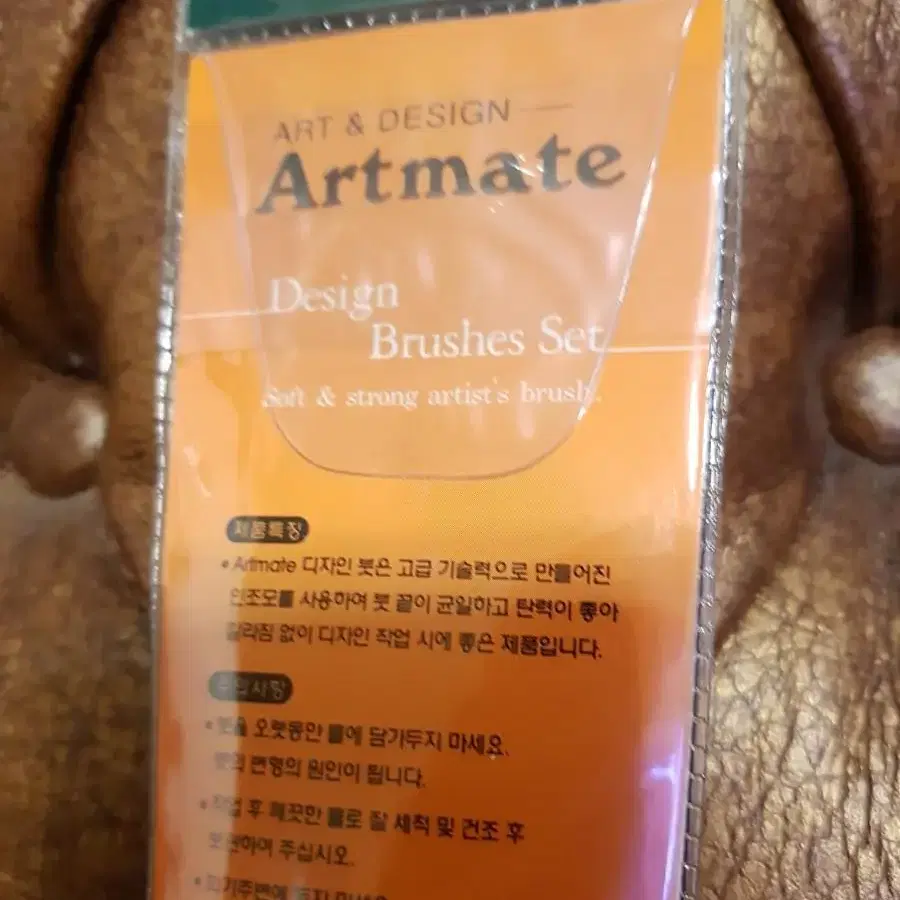 ART & DESIGN
Artmate
Design
Brushes Set
Soft & strong artist's brush.
제품특징
• Artmate 디자인 붓은 고급 기술력으로 만들어진
인조모를 사용하여 붓 끝이 균일하고 탄력이 좋아
갈라짐 없이 디자인 작업 시에 좋은 제품입니다.
주의사항
• 붓을 오랫동안 물에 담가두지 마세요.
붓의 변형의 원인이 됩니다.
• 작업 후 깨끗한 물로 잘 세척 및 건조 후
보관하여 주십시오.